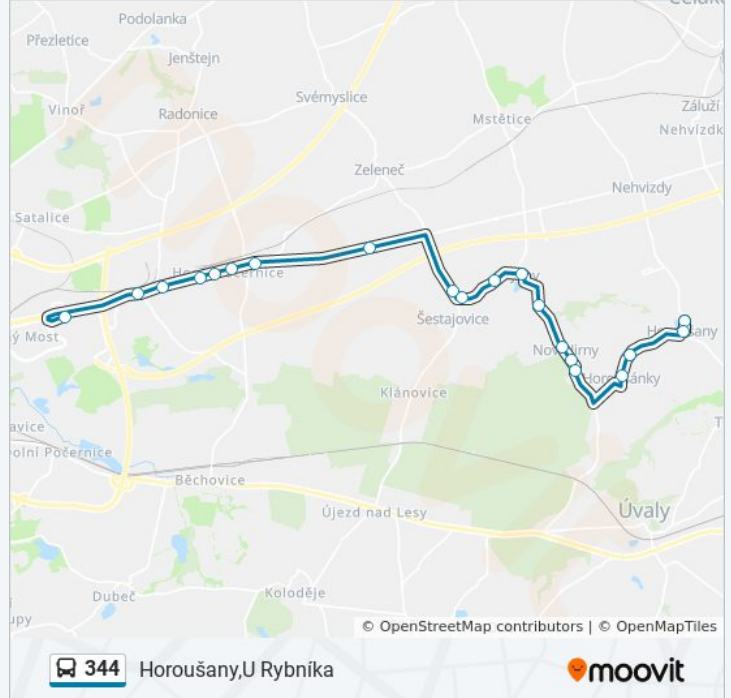 Podolanka
Přezletice
Jenštejn
Svémyslice
Vinoř
Radonice
Mstětice
Záluží
Zeleneč
Nehvizdy
Satalice
ý Most
Šestajovice
Klánovice
Běchovice
Újezd nad Lesy
Úvaly
Dubeč
Koloděje
© OpenStreetMap contributors | © OpenMapTiles
344 Horoušany,U Rybníka
moovit